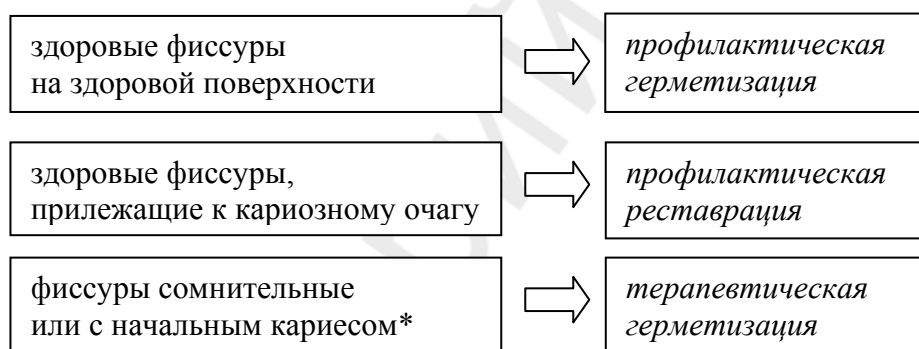 здоровые фиссуры
на здоровой поверхности
профилактическая
герметизация
здоровые фиссуры,
прилежащие к кариозному очагу
профилактическая
реставрация
фиссуры сомнительные
или с начальным кариесом*
терапевтическая
герметизация